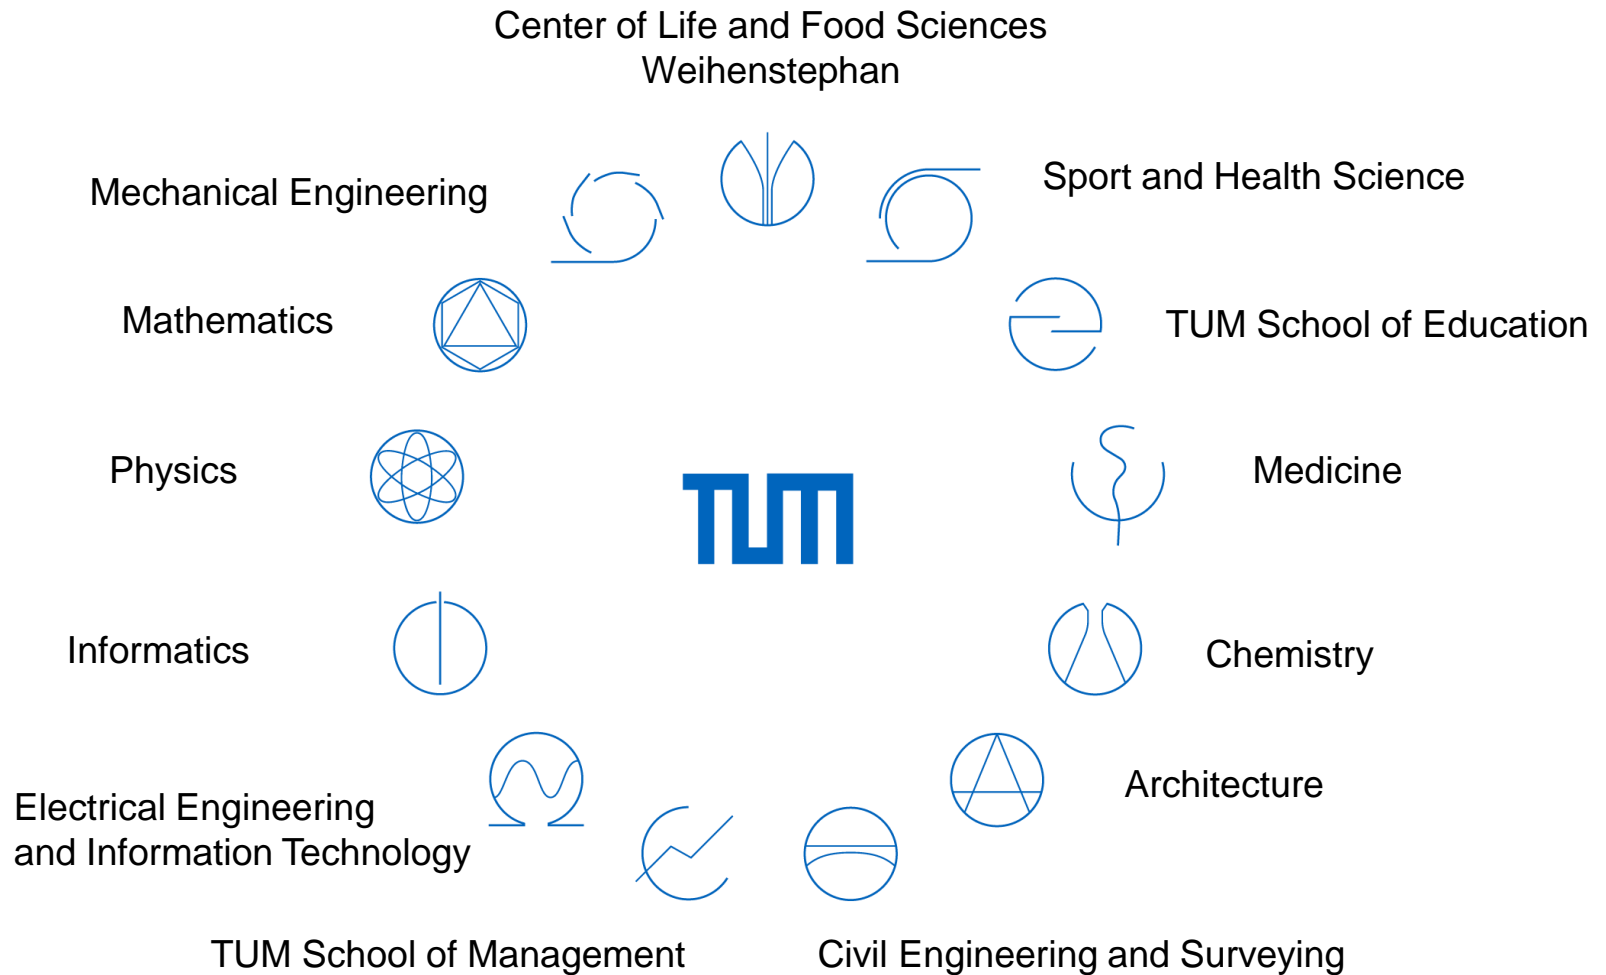 Center of Life and Food Sciences
Weihenstephan
Mechanical Engineering
Sport and Health Science
Mathematics
TUM School of Education
Physics
TUM
Medicine
Informatics
Chemistry
Electrical Engineering
and Information Technology
Architecture
TUM School of Management
Civil Engineering and Surveying